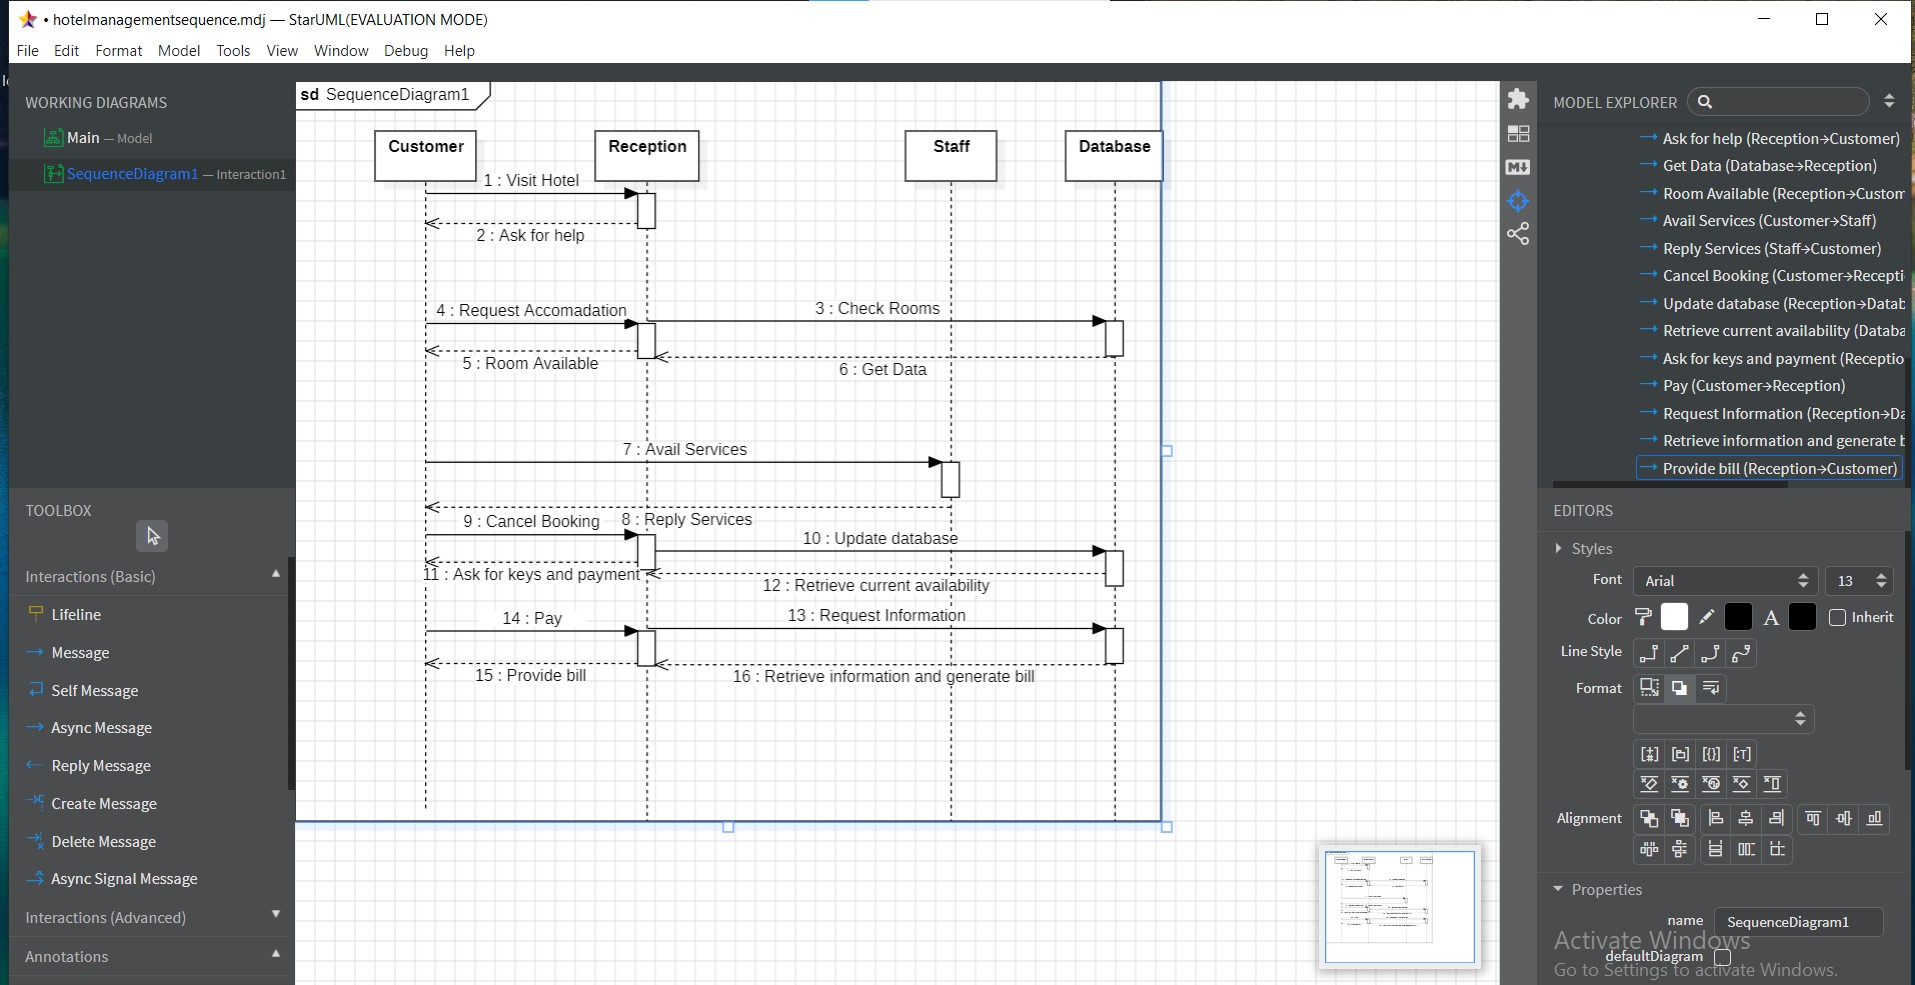 • hotelmanagementsequence.mdj — StarUML(EVALUATION MODE)
File Edit Format Model Tools View Window Debug Help
WORKING DIAGRAMS
Main — Model
SequenceDiagram1 — Interaction1
TOOLBOX
Interactions (Basic)
Lifeline
Message
Self Message
Async Message
Reply Message
Create Message
Delete Message
Async Signal Message
Interactions (Advanced)
Annotations
sd SequenceDiagram1
Customer Reception Staff Database
1 : Visit Hotel
2 : Ask for help
4 : Request Accomadation 3 : Check Rooms
5 : Room Available 6 : Get Data
7 : Avail Services
9 : Cancel Booking 8 : Reply Services
10 : Update database
11 : Ask for keys and payment 12 : Retrieve current availability
14 : Pay 13 : Request Information
15 : Provide bill 16 : Retrieve information and generate bill
MODEL EXPLORER
Ask for help (Reception→Customer)
Get Data (Database→Reception)
Room Available (Reception→Custom
Avail Services (Customer→Staff)
Reply Services (Staff→Customer)
Cancel Booking (Customer→Recepti
Update database (Reception→Datab
Retrieve current availability (Databa
Ask for keys and payment (Receptio
Pay (Customer→Reception)
Request Information (Reception→Da
Retrieve information and generate b
Provide bill (Reception→Customer)
EDITORS
Styles
Font Arial 13
Color A Inherit
Line Style
Format
Alignment
Properties
name SequenceDiagram1
defaultDiagram
Activate Windows
Go to Settings to activate Windows.